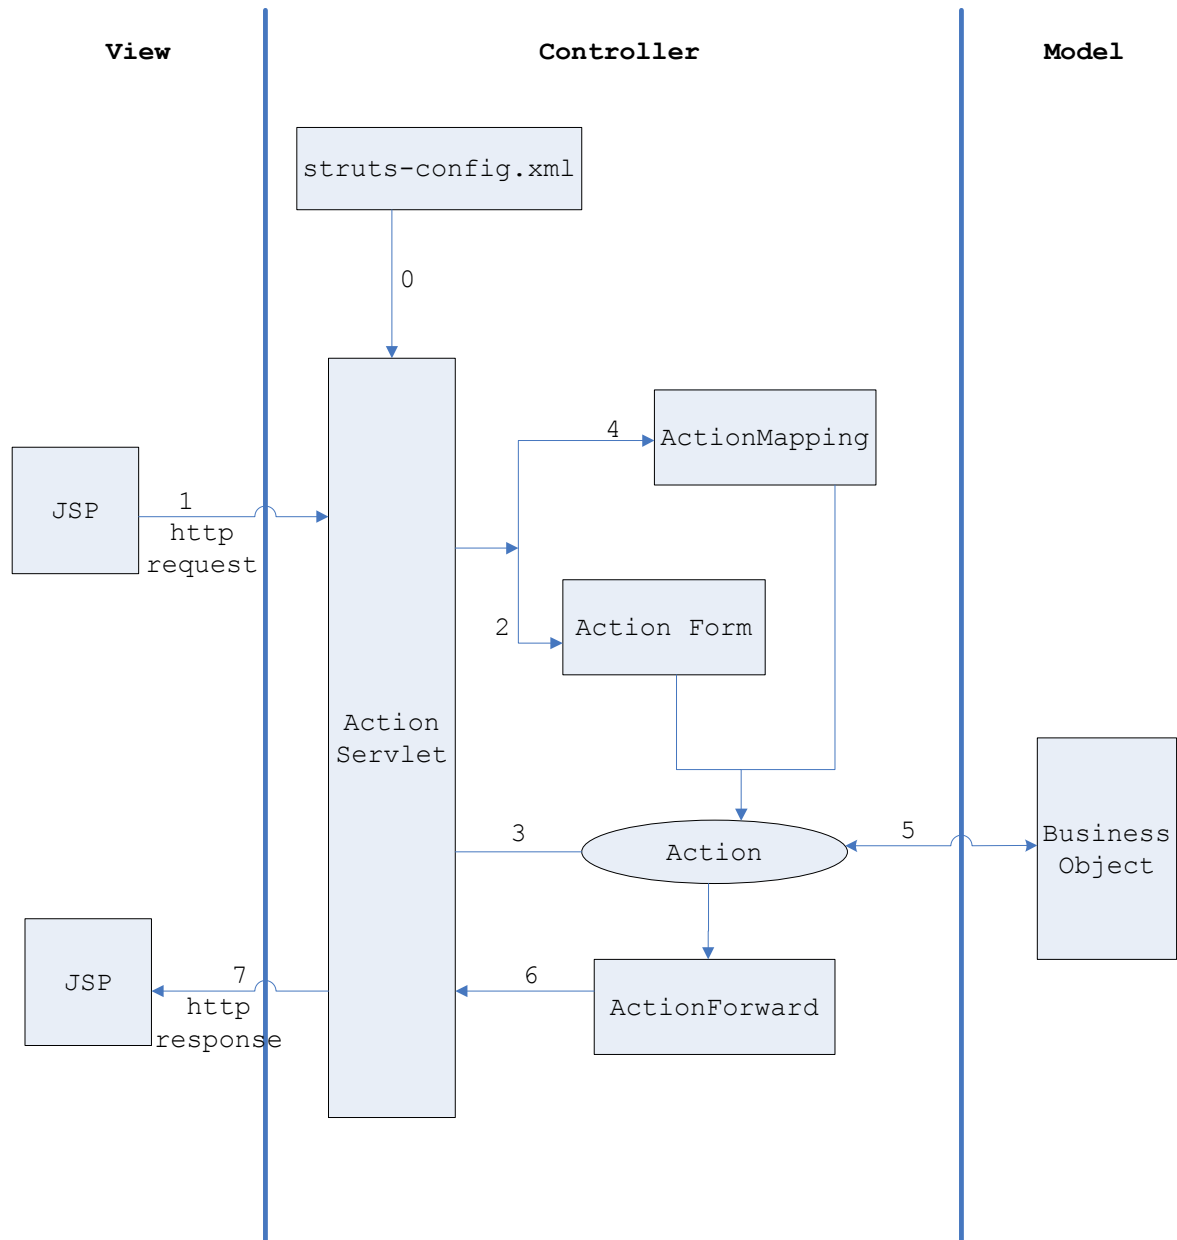 View
Controller
Model
struts-config.xml
0
4
ActionMapping
JSP
1
http
request
2
Action Form
Action
Servlet
3
Action
5
Business
Object
JSP
7
http
response
6
ActionForward